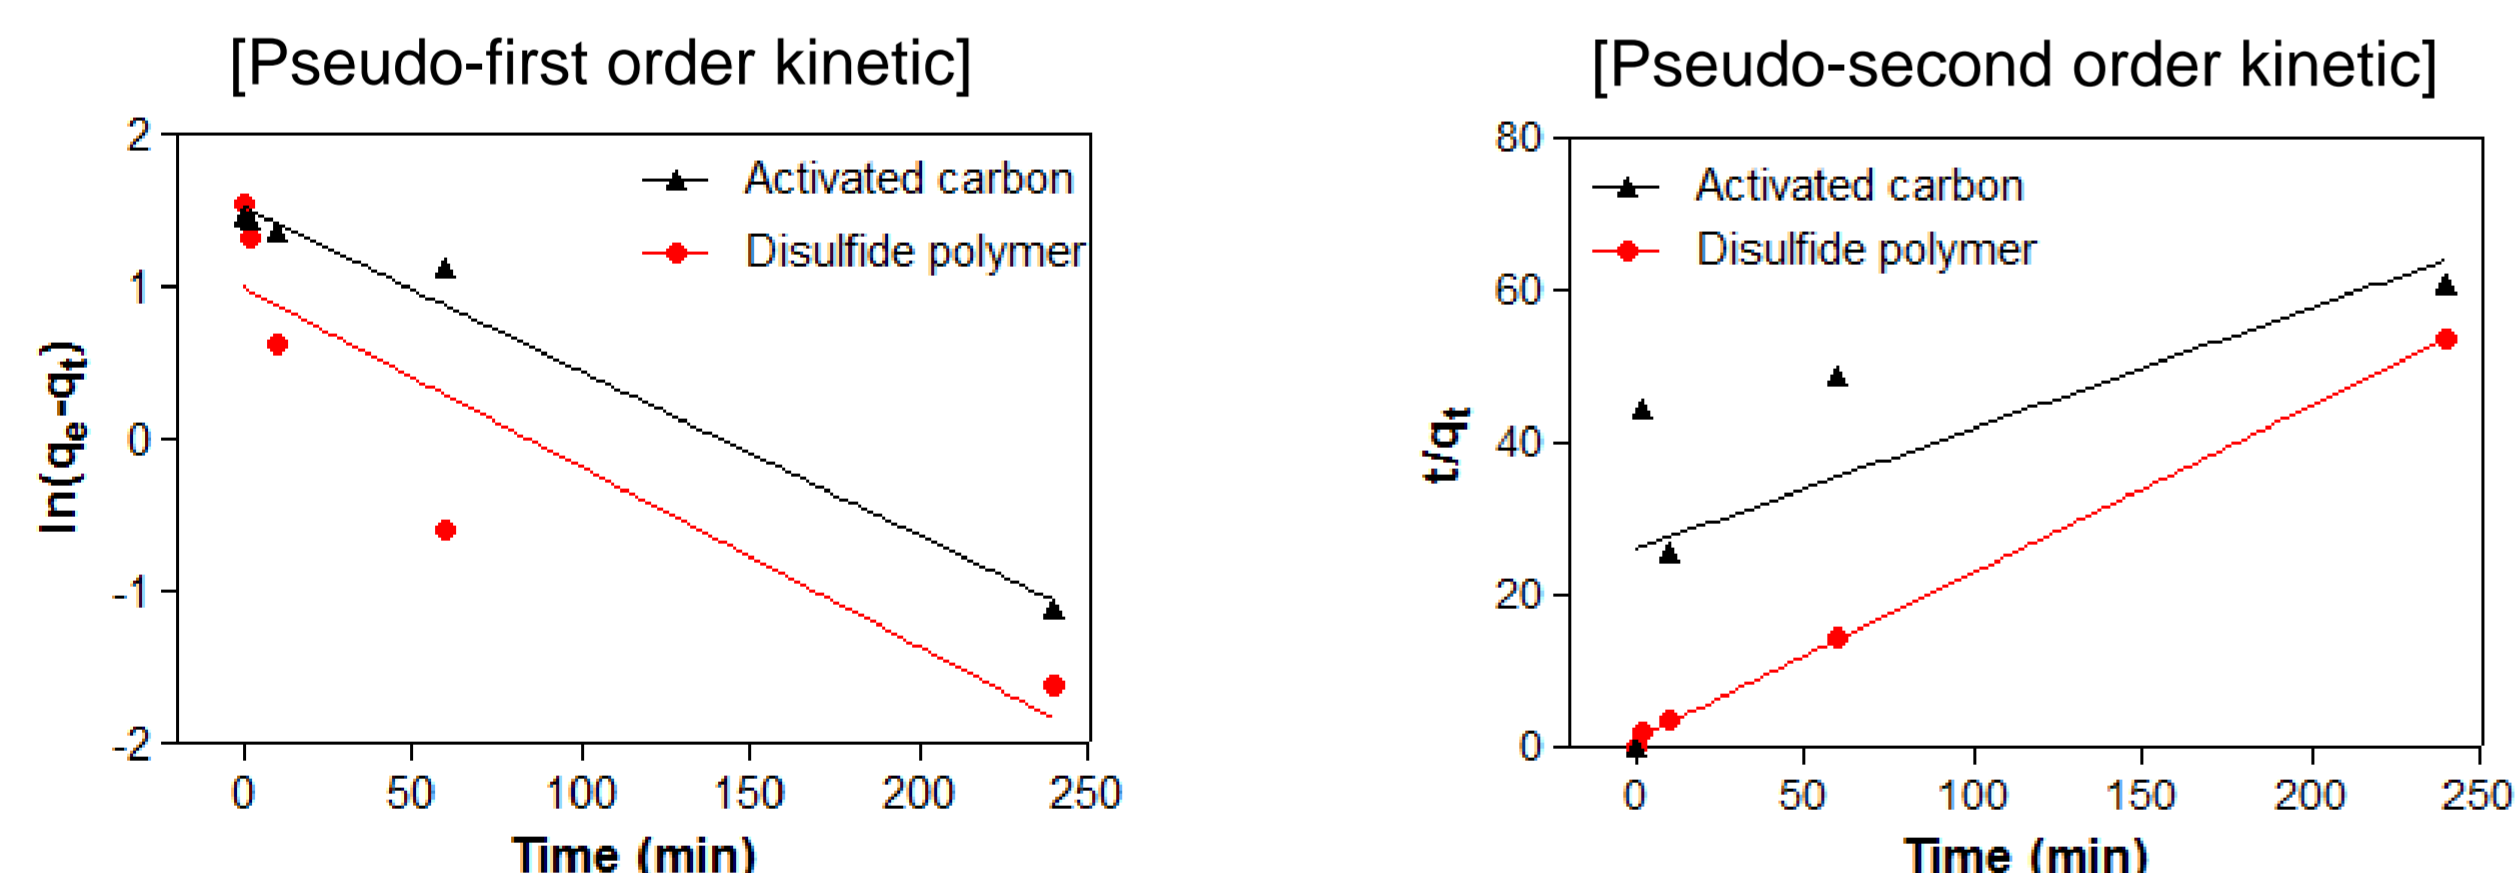 [Pseudo-first order kinetic]
2
1
0
-1
-2
ln(qe-qt)
Activated carbon
Disulfide polymer
0 50 100 150 200 250
Time (min)
[Pseudo-second order kinetic]
80
60
40
20
0
t/qt
Activated carbon
Disulfide polymer
0 50 100 150 200 250
Time (min)